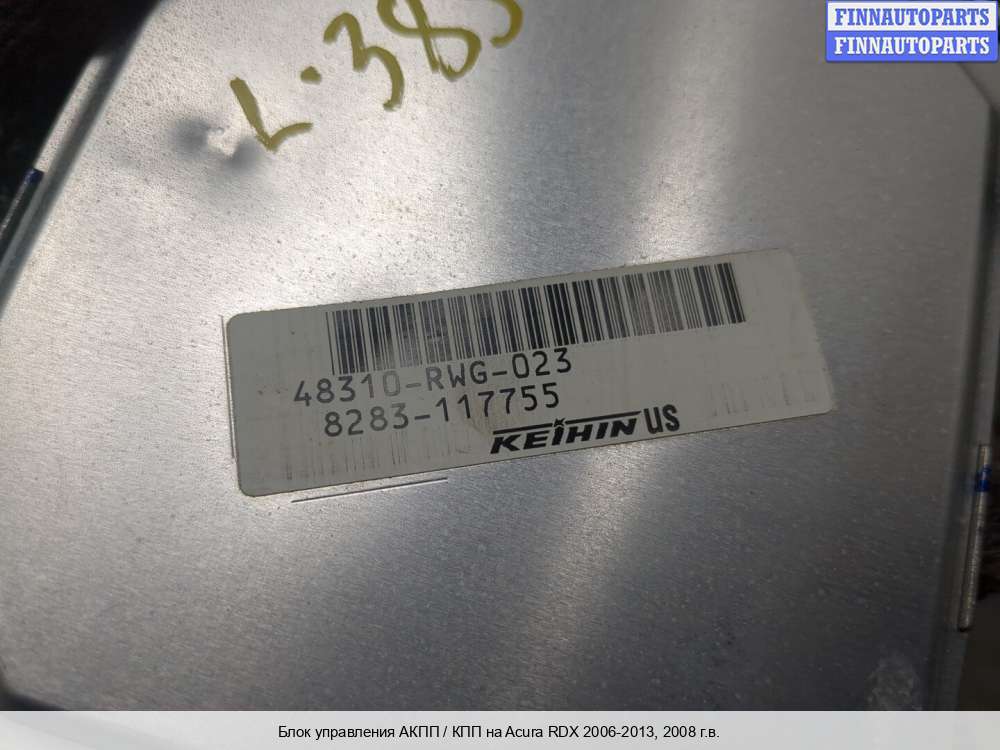 FINNAUTOPARTS
FINNAUTOPARTS
L-385
48310-RWG-023
8283-117755
KEIHIN US
Блок управления АКПП / КПП на Acura RDX 2006-2013, 2008 г.в.